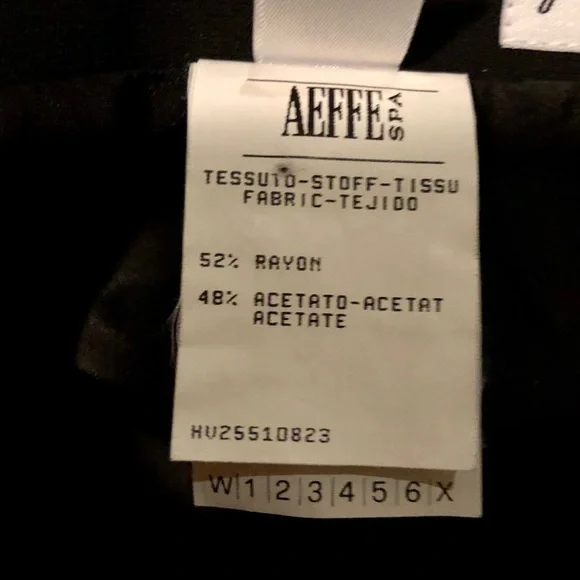 AEFFE SPA
TESSUTO-STOFF-TISSU
FABRIC-TEJIDO
52% RAYON
48% ACETATO-ACETAT
ACETATE
HV25510823
W|1|2|3|4|5|6|X